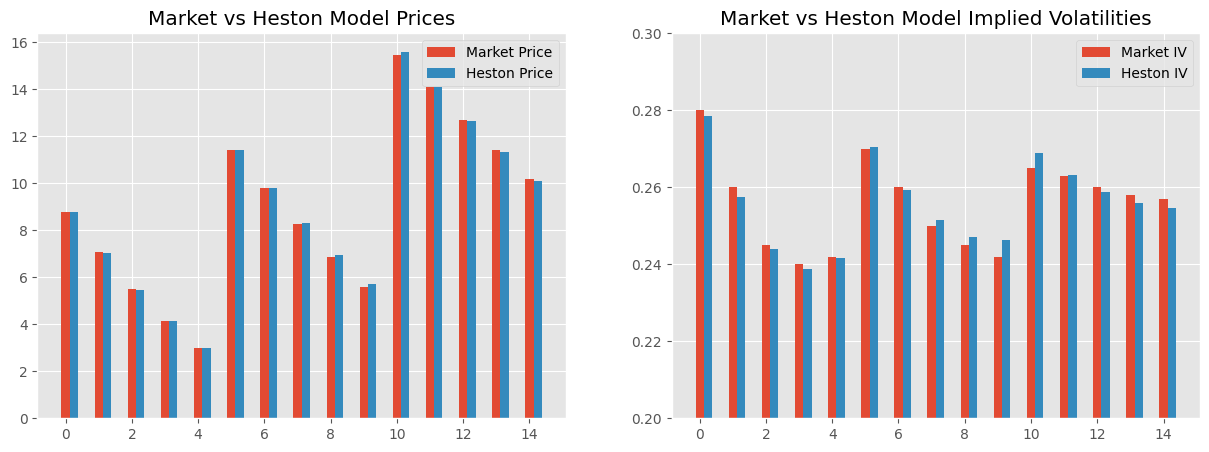 Market vs Heston Model Prices
Market Price
Heston Price
16
14
12
10
8
6
4
2
0
0 2 4 6 8 10 12 14
Market vs Heston Model Implied Volatilities
Market IV
Heston IV
0.30
0.28
0.26
0.24
0.22
0.20
0 2 4 6 8 10 12 14